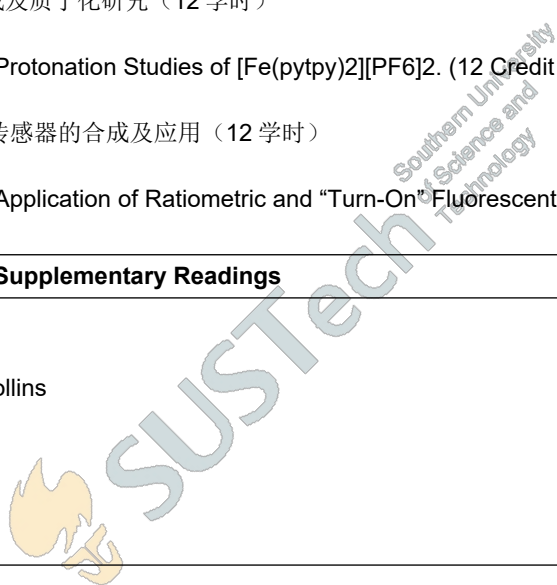 及质子化研究（12 学时）
Protonation Studies of [Fe(pytpy)2][PF6]2. (12 Credit
传感器的合成及应用（12 学时）
Application of Ratiometric and “Turn-On” Fluorescent
Supplementary Readings
ollins
SUSTech
Southern University
of Science and
Technology